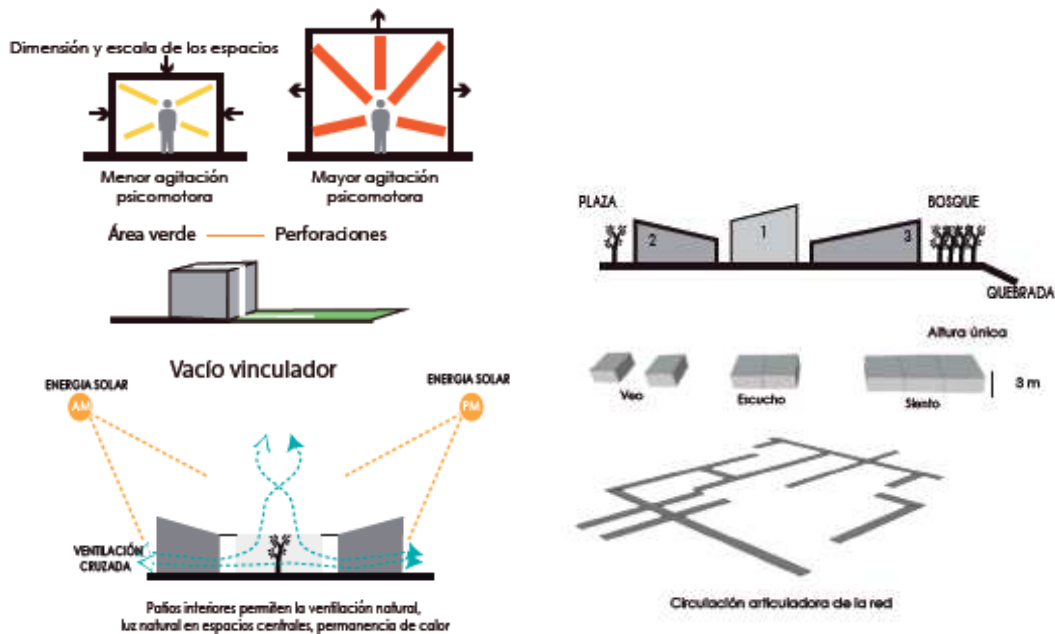 Dimensión y escala de los espacios
Menor agitación
psicomotora
Mayor agitación
psicomotora
Área verde
Perforaciones
Vacío vinculador
ENERGIA SOLAR
AM
ENERGIA SOLAR
PM
VENTILACIÓN
CRUZADA
Patios interiores permiten la ventilación natural,
luz natural en espacios centrales, permanencia de calor
PLAZA
BOSQUE
2
1
3
QUEBRADA
Altura única
Veo
Escucho
Siento
3 m
Circulación articuladora de la red